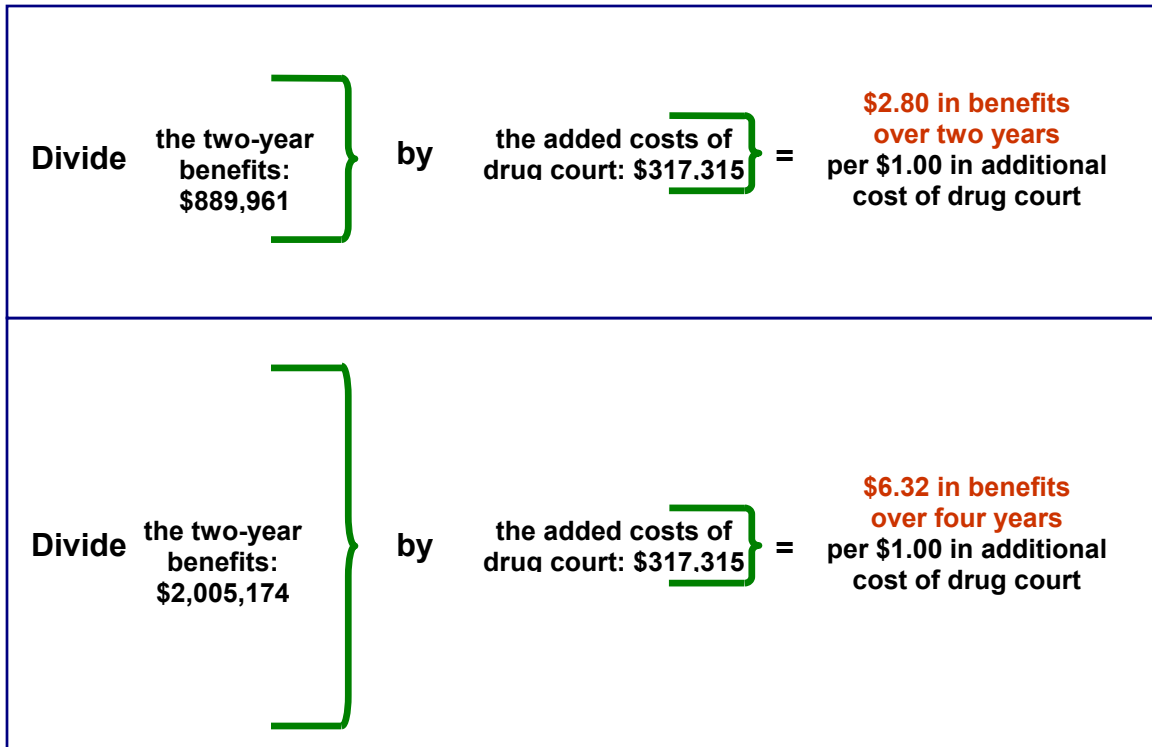 Divide
the two-year
benefits:
$889,961
by
the added costs of
drug court: $317,315
=
$2.80 in benefits
over two years
per $1.00 in additional
cost of drug court
Divide
the two-year
benefits:
$2,005,174
by
the added costs of
drug court: $317,315
=
$6.32 in benefits
over four years
per $1.00 in additional
cost of drug court